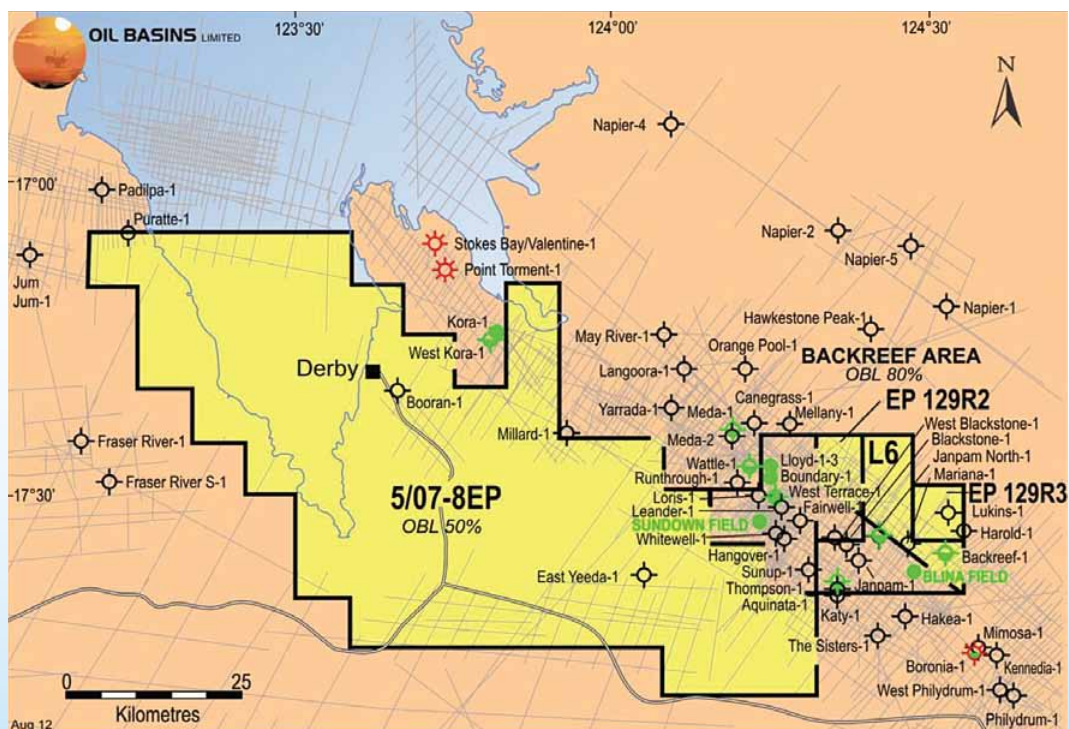 OIL BASINS LIMITED
123°30'
124°00'
124°30'
N
Napier-4
17°00'
Padilpa-1
Puratte-1
Napier-2
Stokes Bay/Valentine-1
Napier-5
Jum
Jum-1
Point Torment-1
Napier-1
Kora-1
Hawkestone Peak-1
May River-1
West Kora-1
Orange Pool-1
BACKREEF AREA
OBL 80%
Derby
Langoora-1
Booran-1
Canegrass-1
EP 129R2
Yarrada-1
Meda-1
Mellany-1
West Blackstone-1
Millard-1
Meda-2
Blackstone-1
Fraser River-1
L6
Janpam North-1
Wattle-1
Lloyd-1-3
Mariana-1
Fraser River S-1
Runthrough-1
Boundary-1
17°30'
5/07-8EP
OBL 50%
Loris-1
West Terrace-1
EP 129R3
Leander-1
Fairwell-1
Lukins-1
SUNDOWN FIELD
Harold-1
Whitewell-1
Hangover-1
Backreef-1
East Yeeda-1
Sunup-1
BLINA FIELD
Thompson-1
Janpam-1
Aquinata-1
Katy-1
Hakea-1
The Sisters-1
Mimosa-1
Boronia-1
Kennedia-1
0 25
Kilometres
West Philydrum-1
Philydrum-1
Aug 12